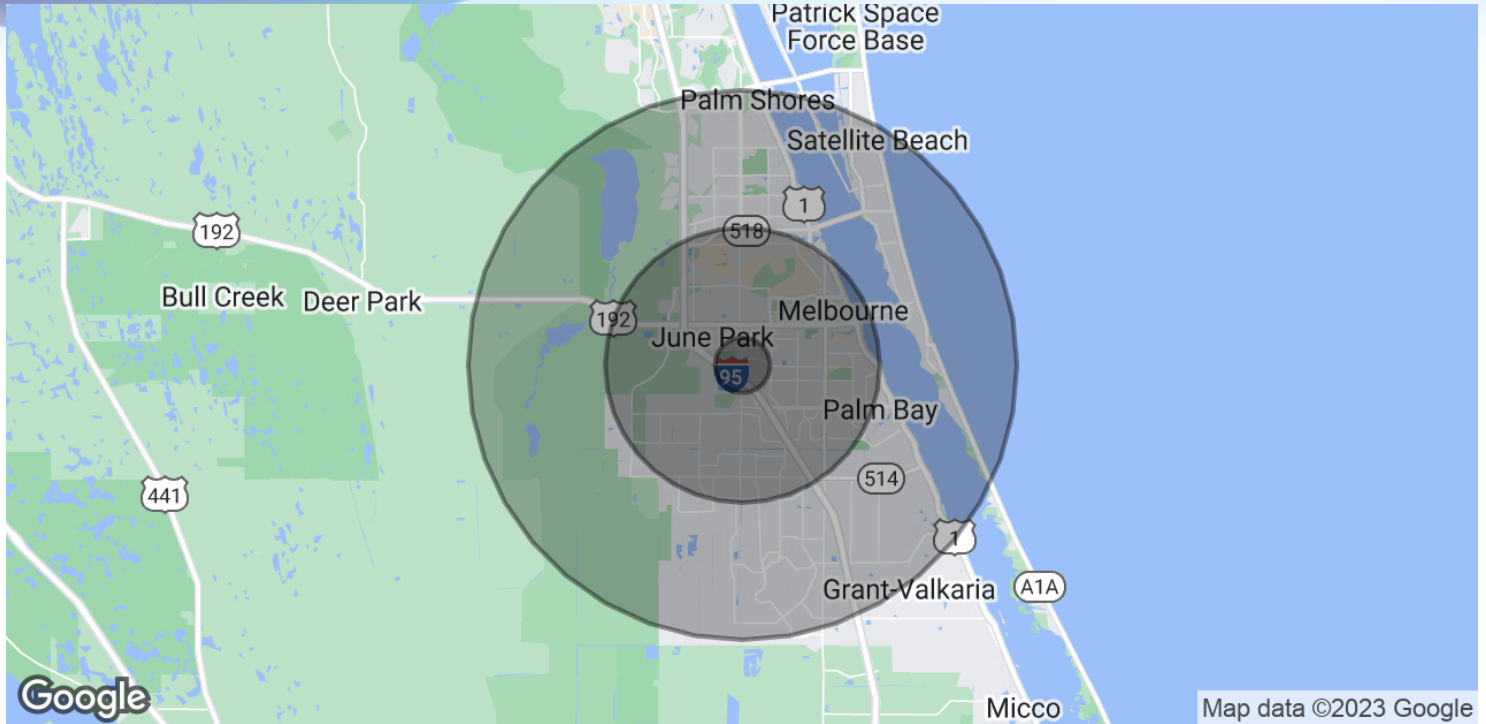 Patrick Space
Force Base
Palm Shores
Satellite Beach
1
518
192
Bull Creek
Deer Park
192
Melbourne
June Park
95
Palm Bay
441
514
1
Grant-Valkaria
A1A
Micco
Google
Map data ©2023 Google